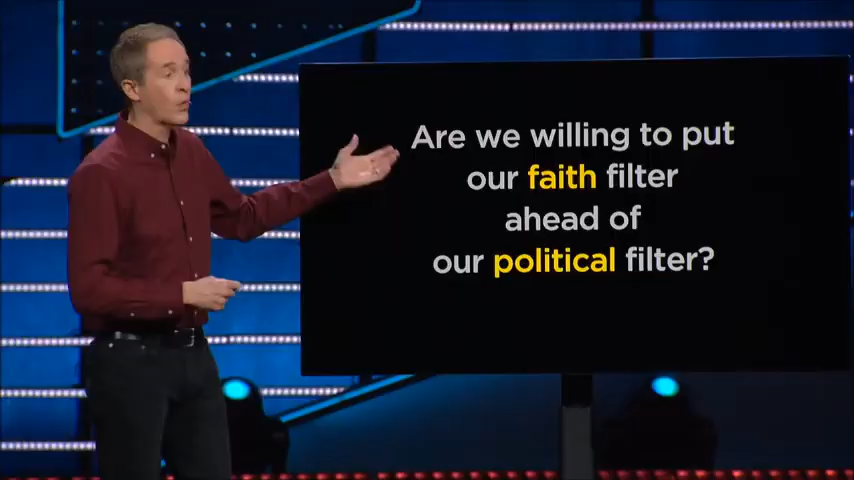 Are we willing to put
our faith filter
ahead of
our political filter?